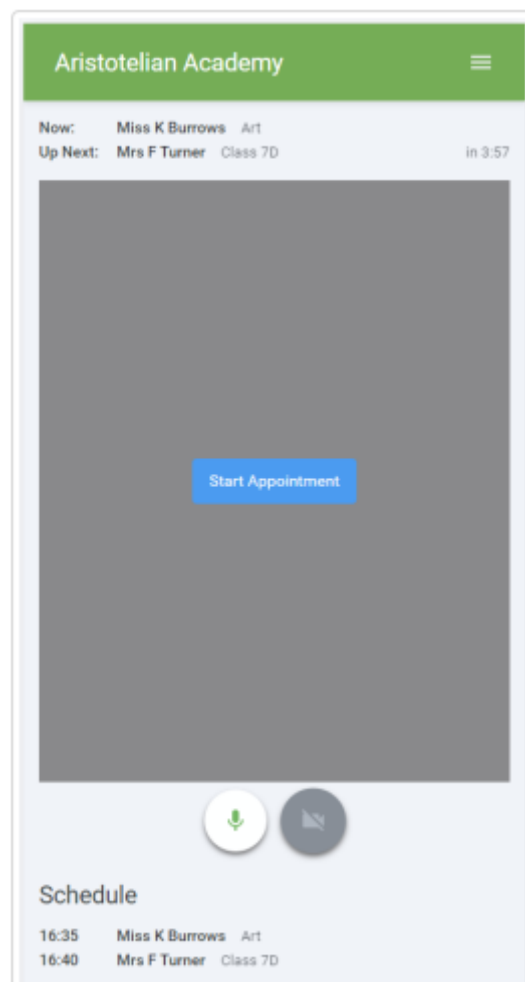 Aristotelian Academy
Now: Miss K Burrows Art
Up Next: Mrs F Turner Class 7D in 3:57
Start Appointment
Schedule
16:35 Miss K Burrows Art
16:40 Mrs F Turner Class 7D